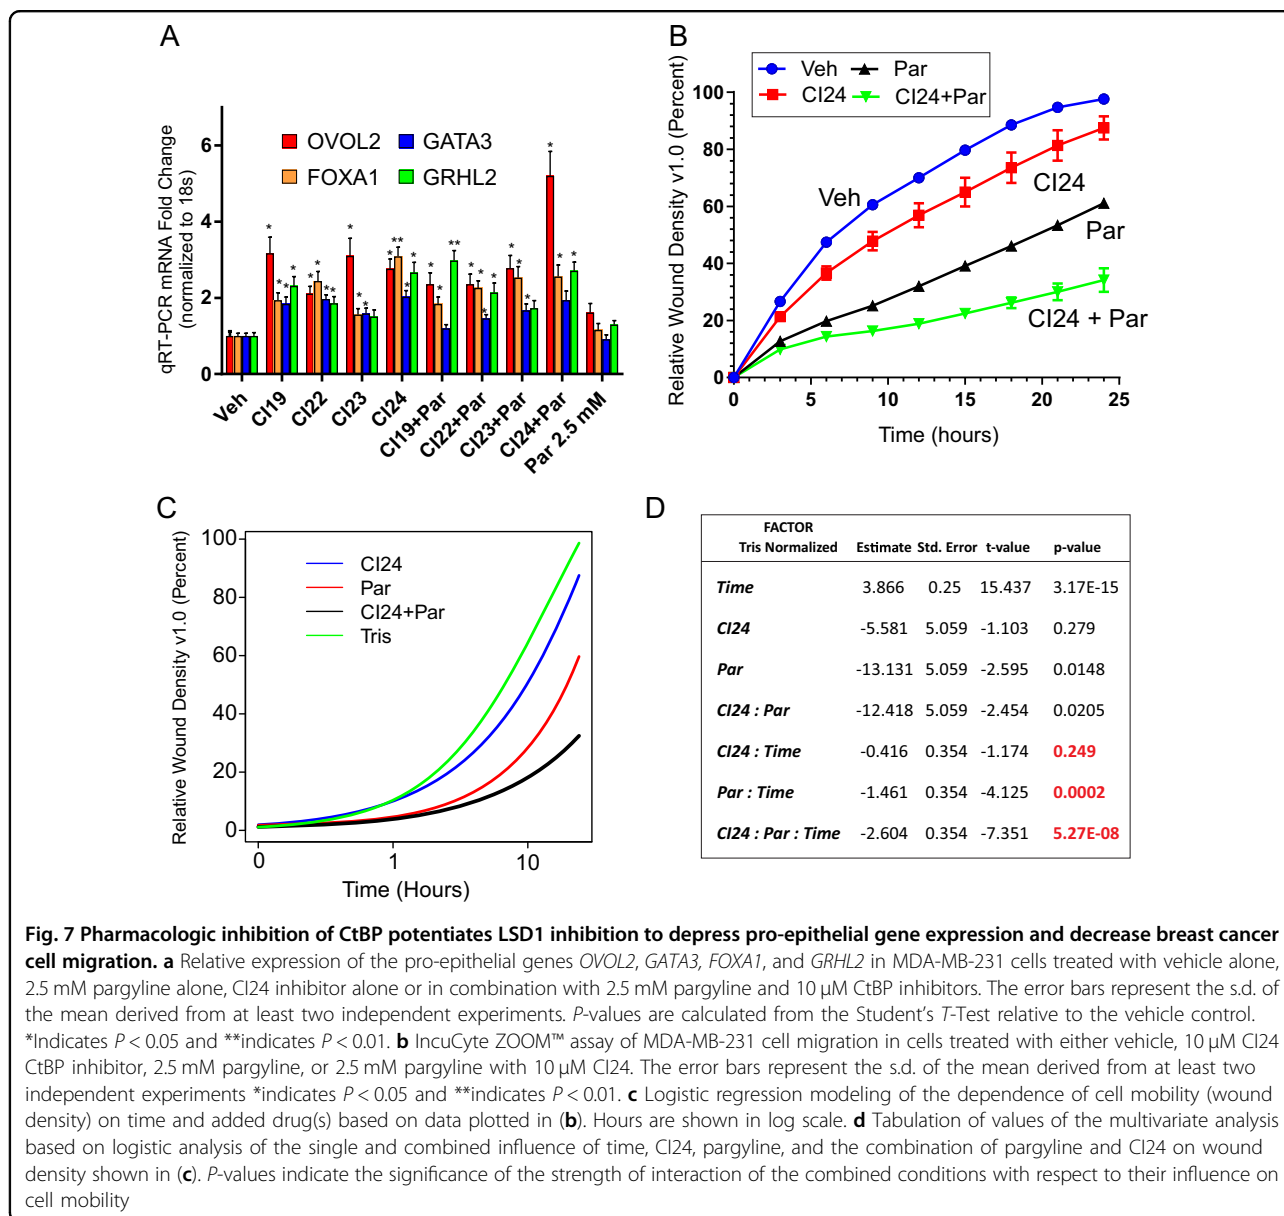 A
qRT-PCR mRNA Fold Change
(normalized to 18s)
6
4
2
0
OVOL2
GATA3
FOXA1
GRHL2
* * * * * * * * * * * * * ** * * * * ** * * * * * * *
Veh
CI19
CI22
CI23
CI24
CI19+Par
CI22+Par
CI23+Par
CI24+Par
Par 2.5 mM
B
Veh
Par
CI24
CI24+Par
Relative Wound Density v1.0 (Percent)
100
80
60
40
20
0
Veh
CI24
Par
CI24 + Par
0 5 10 15 20 25
Time (hours)
C
Relative Wound Density v1.0 (Percent)
100
80
60
40
20
0
CI24
Par
CI24+Par
Tris
0 1 10
Time (Hours)
D
FACTOR
Tris Normalized Estimate Std. Error t-value p-value
Time 3.866 0.25 15.437 3.17E-15
CI24 -5.581 5.059 -1.103 0.279
Par -13.131 5.059 -2.595 0.0148
CI24 : Par -12.418 5.059 -2.454 0.0205
CI24 : Time -0.416 0.354 -1.174 0.249
Par : Time -1.461 0.354 -4.125 0.0002
CI24 : Par : Time -2.604 0.354 -7.351 5.27E-08
Fig. 7 Pharmacologic inhibition of CtBP potentiates LSD1 inhibition to depress pro-epithelial gene expression and decrease breast cancer
cell migration. a Relative expression of the pro-epithelial genes OVOL2, GATA3, FOXA1, and GRHL2 in MDA-MB-231 cells treated with vehicle alone,
2.5 mM pargyline alone, CI24 inhibitor alone or in combination with 2.5 mM pargyline and 10 µM CtBP inhibitors. The error bars represent the s.d. of
the mean derived from at least two independent experiments. P-values are calculated from the Student's T-Test relative to the vehicle control.
*Indicates P < 0.05 and **indicates P < 0.01. b IncuCyte ZOOM™ assay of MDA-MB-231 cell migration in cells treated with either vehicle, 10 µM CI24
CtBP inhibitor, 2.5 mM pargyline, or 2.5 mM pargyline with 10 µM CI24. The error bars represent the s.d. of the mean derived from at least two
independent experiments *indicates P < 0.05 and **indicates P < 0.01. c Logistic regression modeling of the dependence of cell mobility (wound
density) on time and added drug(s) based on data plotted in (b). Hours are shown in log scale. d Tabulation of values of the multivariate analysis
based on logistic analysis of the single and combined influence of time, CI24, pargyline, and the combination of pargyline and CI24 on wound
density shown in (c). P-values indicate the significance of the strength of interaction of the combined conditions with respect to their influence on
cell mobility